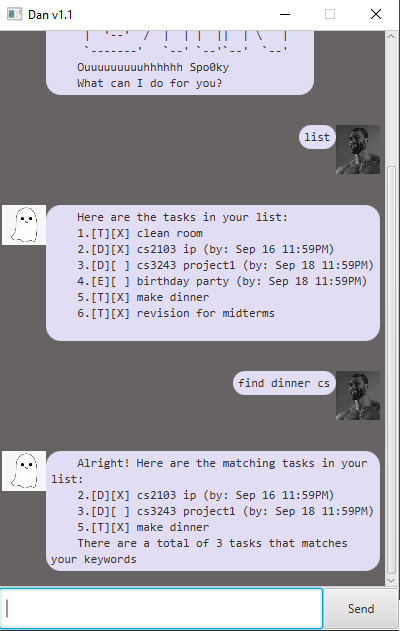 Dan v1.1
|  '--'  /  |  | |  ||  | \   |
`-------'   `--' `--'`--'  `--'
Ouuuuuuuuuhhhhhh Spo0ky
What can I do for you?
list
Here are the tasks in your list:
1.[T][X] clean room
2.[D][X] cs2103 ip (by: Sep 16 11:59PM)
3.[D][ ] cs3243 project1 (by: Sep 18 11:59PM)
4.[E][ ] birthday party (by: Sep 18 11:59PM)
5.[T][X] make dinner
6.[T][X] revision for midterms
find dinner cs
Alright! Here are the matching tasks in your
list:
2.[D][X] cs2103 ip (by: Sep 16 11:59PM)
3.[D][ ] cs3243 project1 (by: Sep 18 11:59PM)
5.[T][X] make dinner
There are a total of 3 tasks that matches
your keywords
Send